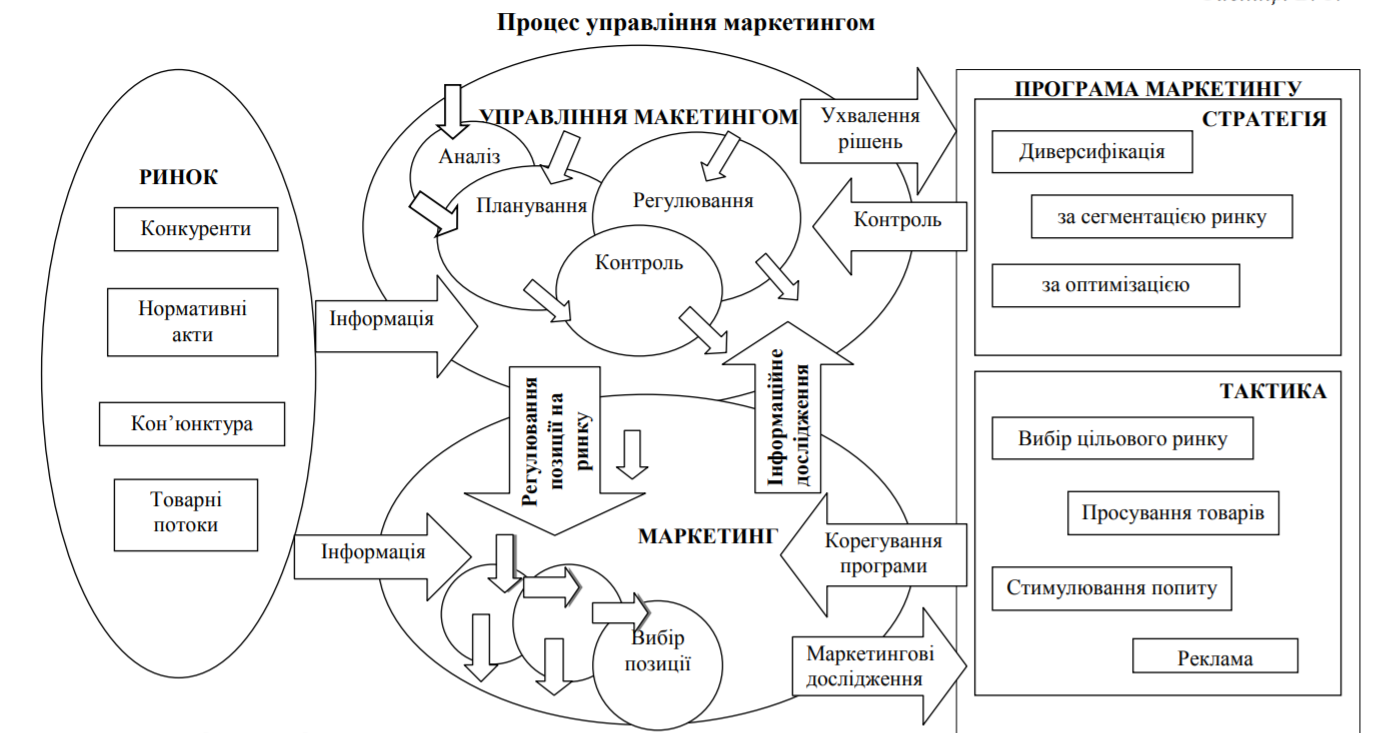 Процес управління маркетингом
РИНОК
Конкуренти
Нормативні
акти
Кон’юнктура
Товарні
потоки
Інформація
Інформація
УПРАВЛІННЯ МАКЕТИНГОМ
Аналіз
Планування
Регулювання
Контроль
Регулювання
позиції на
ринку
Інформаційне
дослідження
МАРКЕТИНГ
Вибір
позиції
Ухвалення
рішень
Контроль
Корегування
програми
Маркетингові
дослідження
ПРОГРАМА МАРКЕТИНГУ
СТРАТЕГІЯ
Диверсифікація
за сегментацією ринку
за оптимізацією
ТАКТИКА
Вибір цільового ринку
Просування товарів
Стимулювання попиту
Реклама